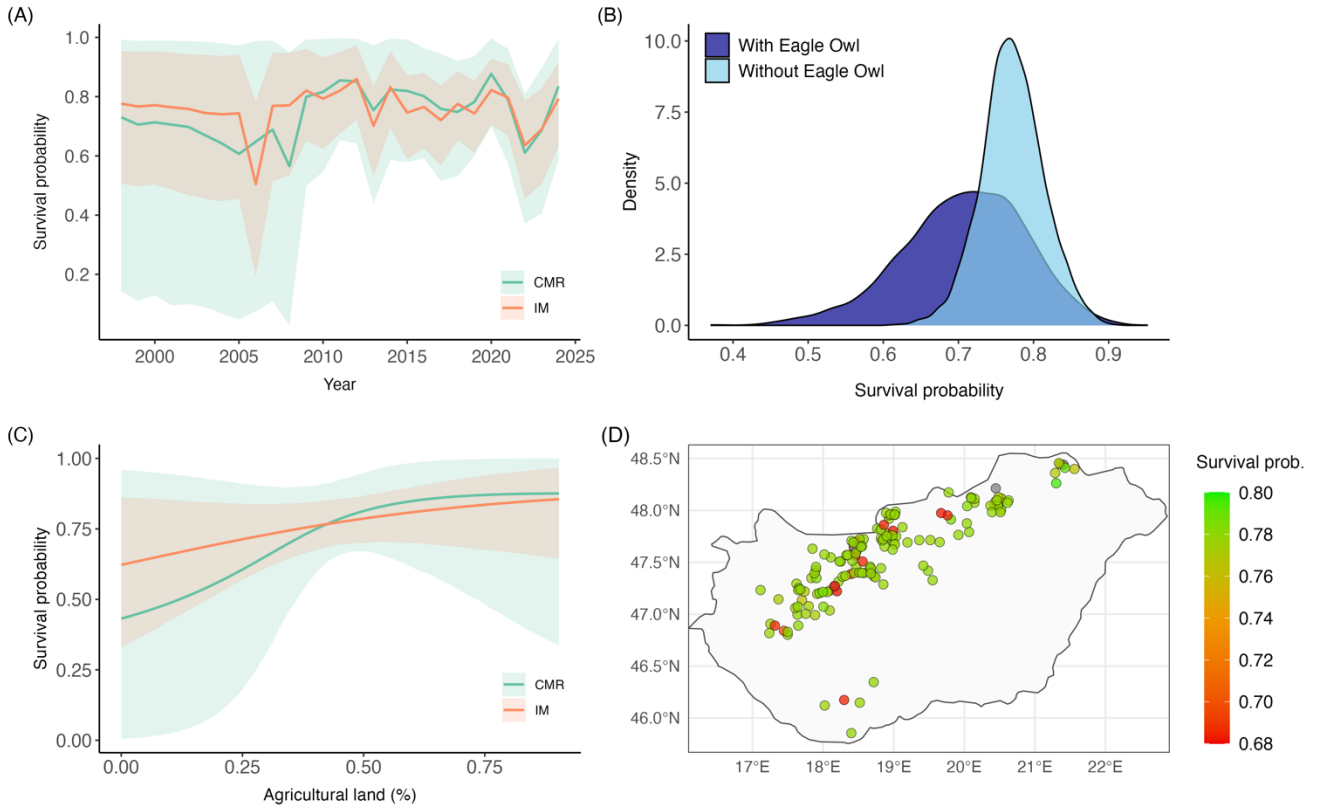 (A)
1.0
0.8
0.6
0.4
0.2
Survival probability
CMR
IM
2000 2005 2010 2015 2020 2025
Year
(B)
With Eagle Owl
Without Eagle Owl
10.0
7.5
5.0
2.5
0.0
Density
0.4 0.5 0.6 0.7 0.8 0.9
Survival probability
(C)
1.00
0.75
0.50
0.25
0.00
Survival probability
CMR
IM
0.00 0.25 0.50 0.75
Agricultural land (%)
(D)
48.5°N
48.0°N
47.5°N
47.0°N
46.5°N
46.0°N
17°E 18°E 19°E 20°E 21°E 22°E
Survival prob.
0.80
0.78
0.76
0.74
0.72
0.70
0.68